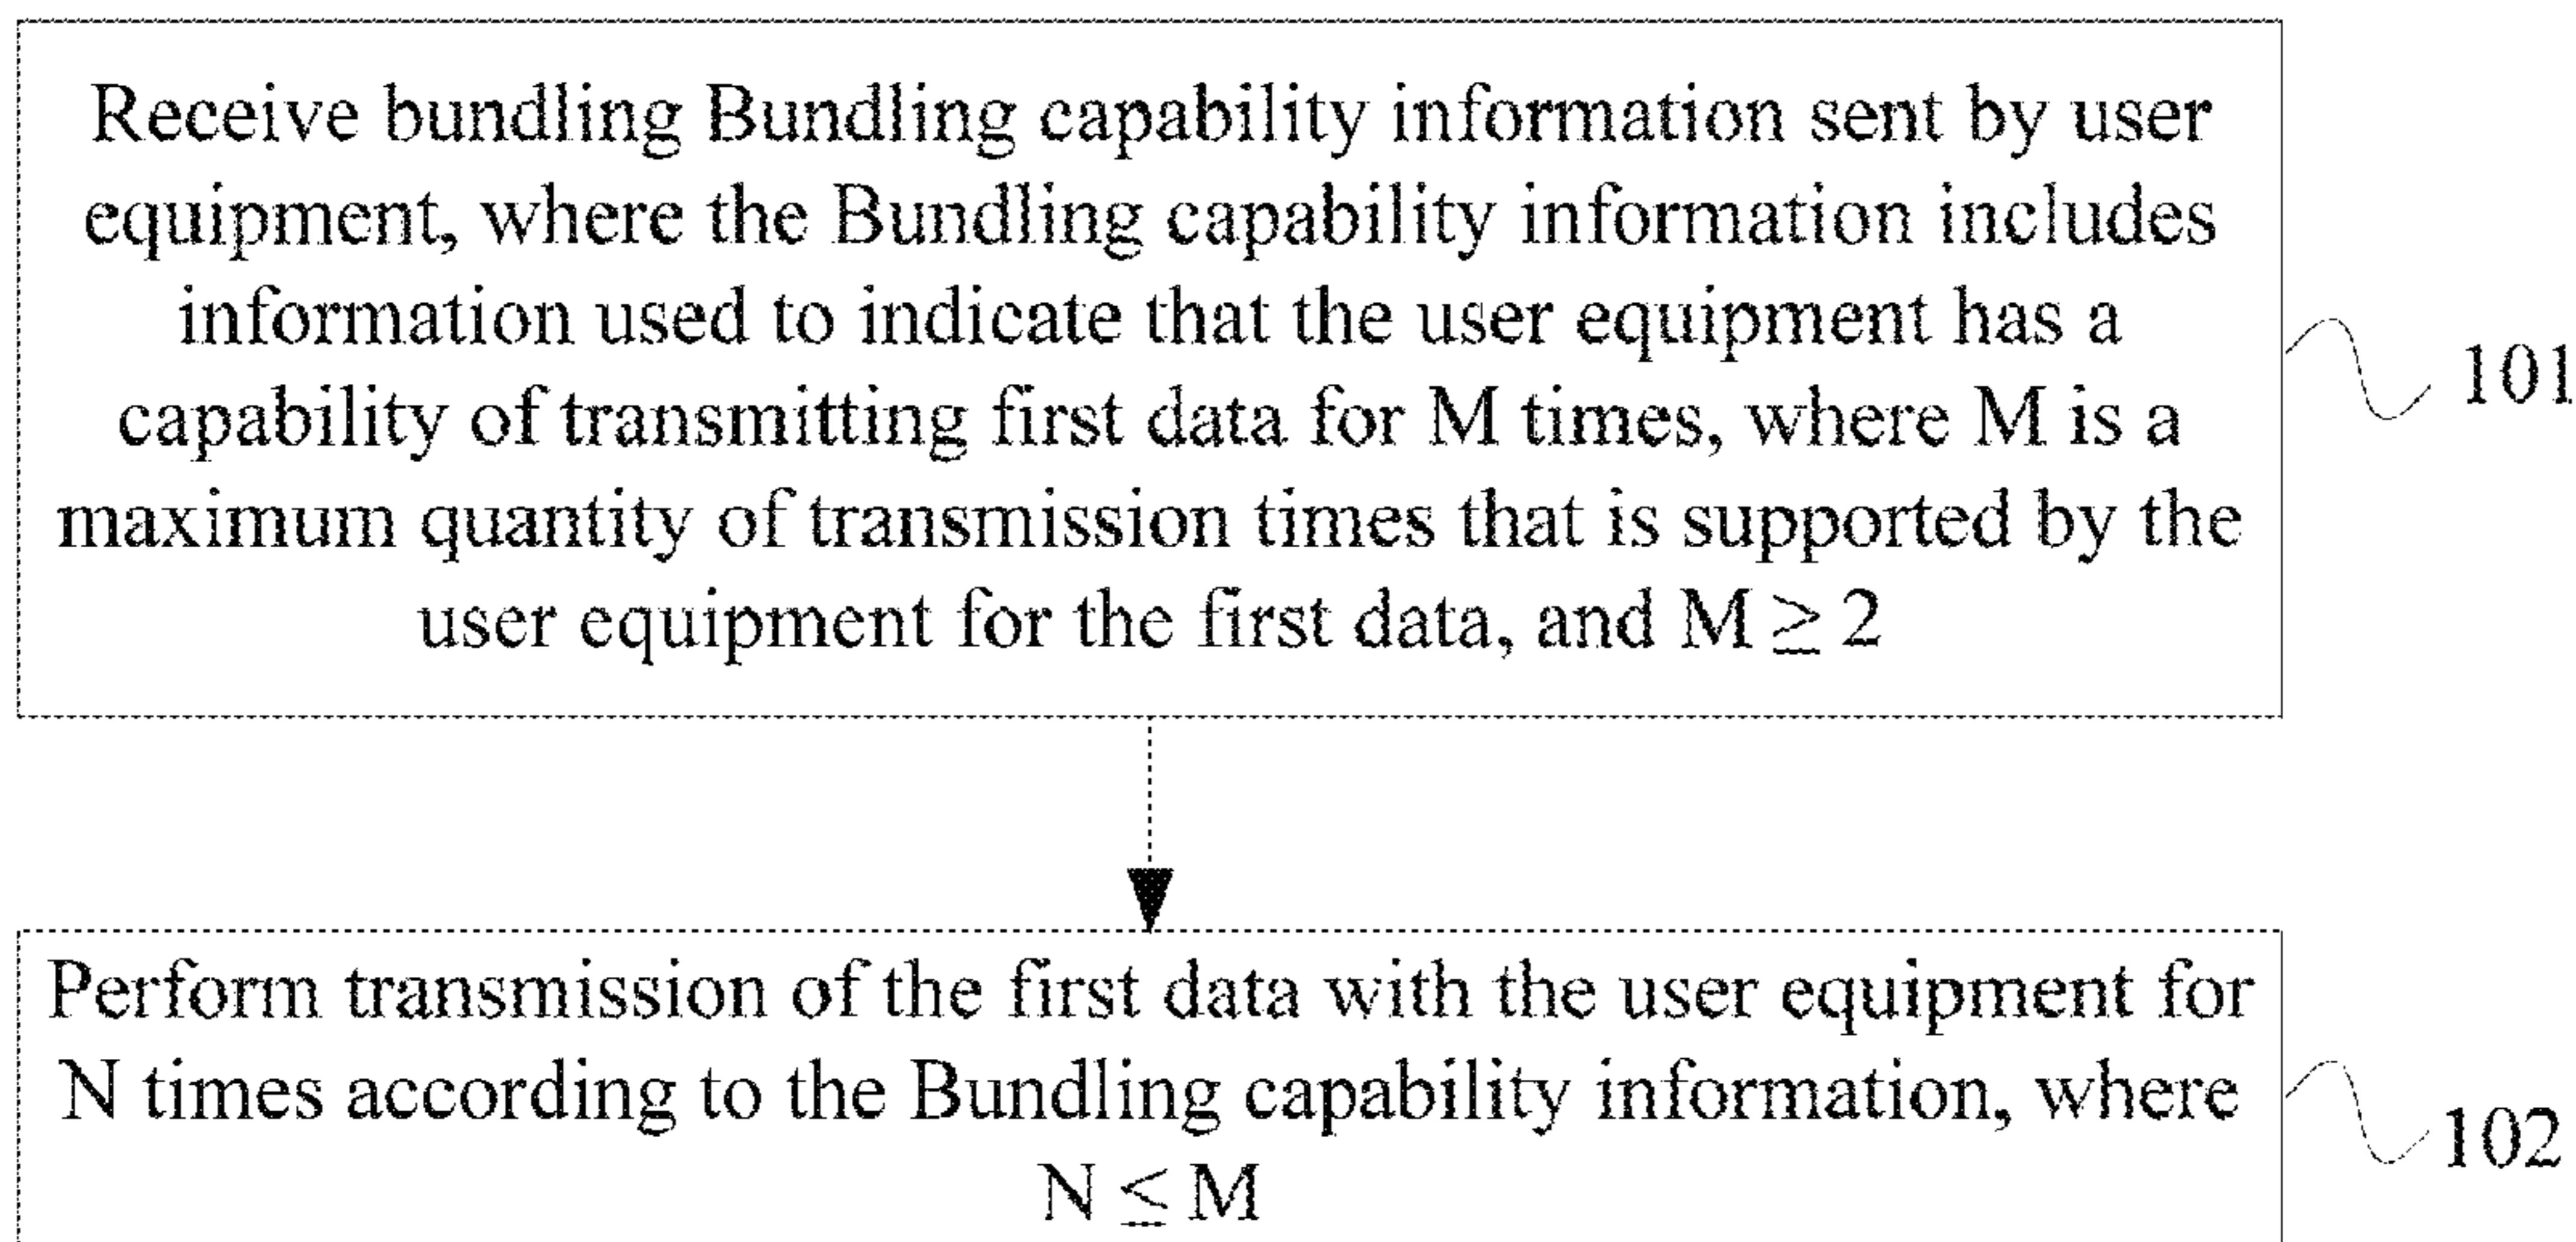 Receive bundling Bundling capability information sent by user
equipment, where the Bundling capability information includes
information used to indicate that the user equipment has a
capability of transmitting first data for M times, where M is a
maximum quantity of transmission times that is supported by the
user equipment for the first data, and M ≥ 2
101
Perform transmission of the first data with the user equipment for
N times according to the Bundling capability information, where
N ≤ M
102